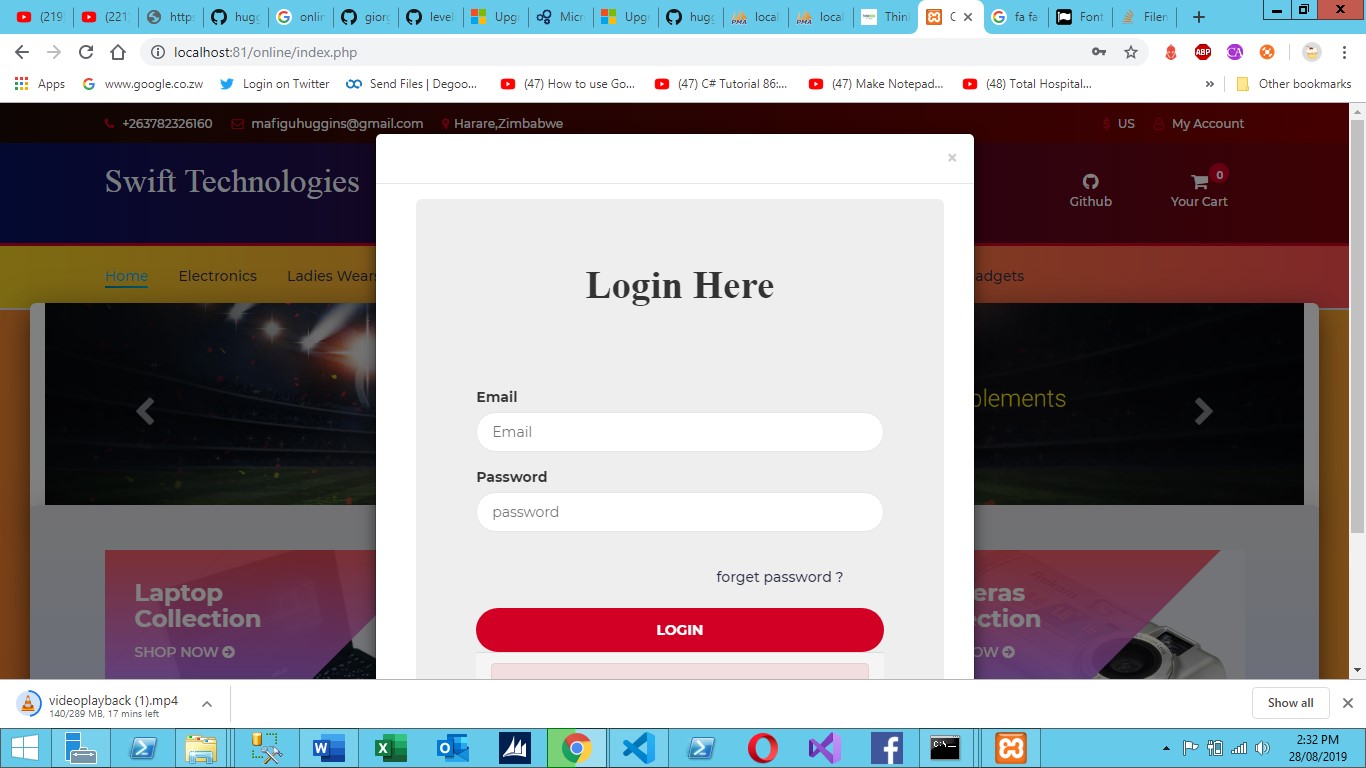 (219
(221
https
hugg
onlin
giorg
level
Upgr
Micr
Upgr
hugg
local
local
Thin
C
fa fa
Font
Filen
localhost:81/online/index.php
Apps
www.google.co.zw
Login on Twitter
Send Files | Degoo...
(47) How to use Go...
(47) C# Tutorial 86:...
(47) Make Notepad...
(48) Total Hospital...
Other bookmarks
+263782326160
mafiguhuggins@gmail.com
Harare,Zimbabwe
US
My Account
Swift Technologies
Github
0
Your Cart
Home
Electronics
Ladies Wears
adgets
×
Login Here
Email
Email
Password
password
forget password ?
LOGIN
plements
Laptop
Collection
SHOP NOW
eras
ection
OW
videoplayback (1).mp4
140/289 MB, 17 mins left
Show all
2:32 PM
28/08/2019